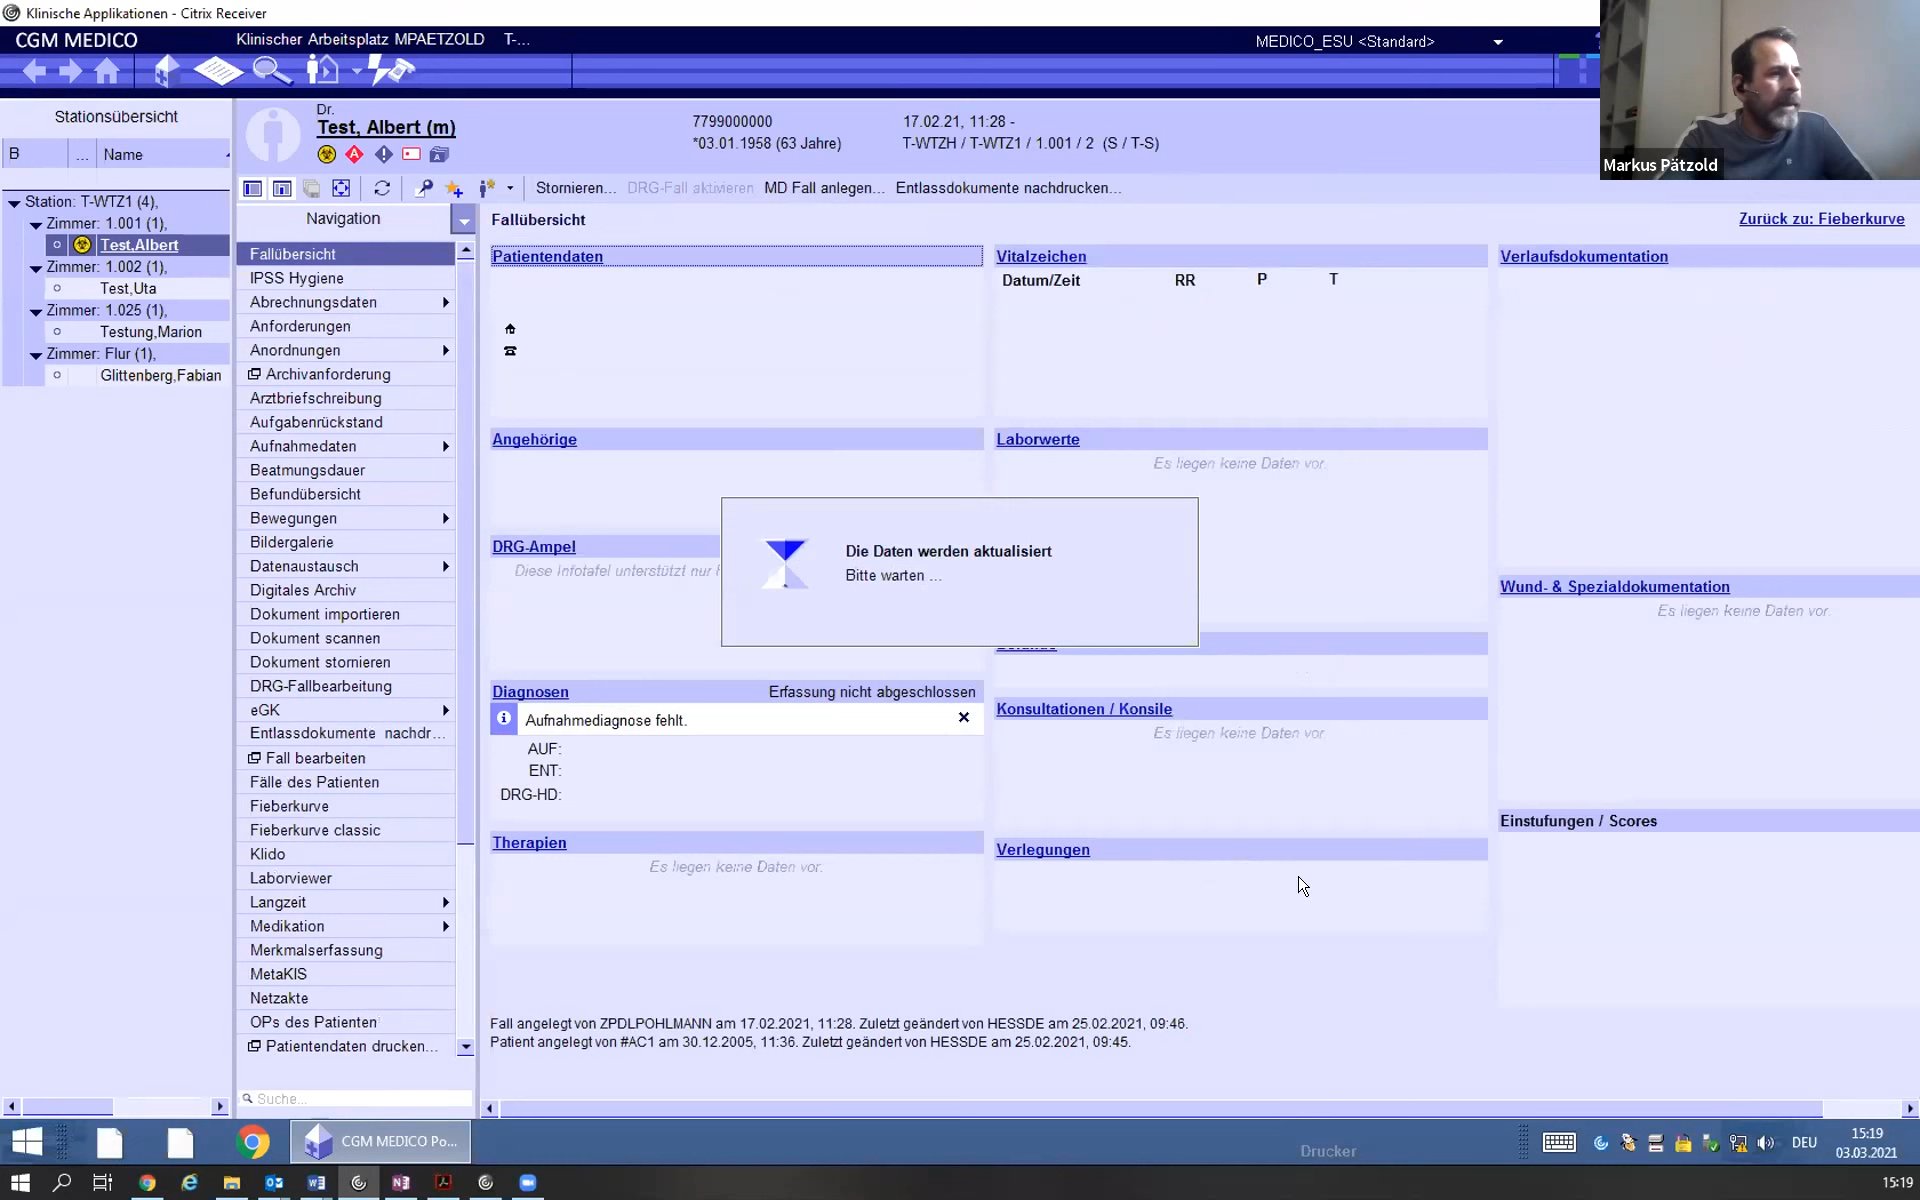 Klinische Applikationen - Citrix Receiver
CGM MEDICO
Klinischer Arbeitsplatz MPAETZOLD T-...
MEDICO_ESU <Standard>
Markus Pätzold
Stationsübersicht
B ... Name
Station: T-WTZ1 (4),
Zimmer: 1.001 (1),
Test,Albert
Zimmer: 1.002 (1),
Test,Uta
Zimmer: 1.025 (1),
Testung,Marion
Zimmer: Flur (1),
Glittenberg,Fabian
Dr.
Test, Albert (m)
7799000000
*03.01.1958 (63 Jahre)
17.02.21, 11:28 -
T-WTZH / T-WTZ1 / 1.001 / 2 (S / T-S)
Stornieren... DRG-Fall aktivieren MD Fall anlegen... Entlassdokumente nachdrucken...
Navigation
Fallübersicht
IPSS Hygiene
Abrechnungsdaten
Anforderungen
Anordnungen
Archivanforderung
Arztbriefschreibung
Aufgabenrückstand
Aufnahmedaten
Beatmungsdauer
Befundübersicht
Bewegungen
Bildergalerie
Datenaustausch
Digitales Archiv
Dokument importieren
Dokument scannen
Dokument stornieren
DRG-Fallbearbeitung
eGK
Entlassdokumente nachdr...
Fall bearbeiten
Fälle des Patienten
Fieberkurve
Fieberkurve classic
Klido
Laborviewer
Langzeit
Medikation
Merkmalserfassung
MetaKIS
Netzakte
OPs des Patienten
Patientendaten drucken...
Suche...
Fallübersicht
Zurück zu: Fieberkurve
Patientendaten
Angehörige
DRG-Ampel
Diese Infotafel unterstützt nur
Diagnosen Erfassung nicht abgeschlossen
Aufnahmediagnose fehlt.
AUF:
ENT:
DRG-HD:
Therapien
Es liegen keine Daten vor.
Vitalzeichen
Datum/Zeit RR P T
Laborwerte
Es liegen keine Daten vor.
Die Daten werden aktualisiert
Bitte warten ...
Konsultationen / Konsile
Es liegen keine Daten vor.
Verlegungen
Verlaufsdokumentation
Wund- & Spezialdokumentation
Es liegen keine Daten vor.
Einstufungen / Scores
Fall angelegt von ZPDLPOHLMANN am 17.02.2021, 11:28. Zuletzt geändert von HESSDE am 25.02.2021, 09:46.
Patient angelegt von #AC1 am 30.12.2005, 11:36. Zuletzt geändert von HESSDE am 25.02.2021, 09:45.
CGM MEDICO Po...
Drucker
DEU
15:19
03.03.2021
15:19